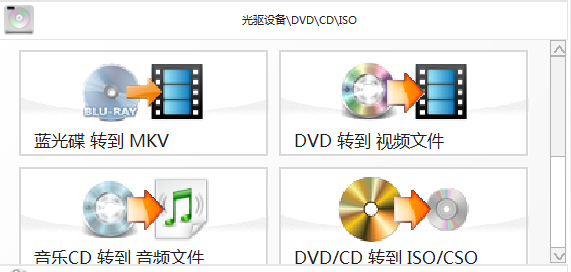 光驱设备\DVD\CD\ISO
BLU-RAY
蓝光碟 转到 MKV
DVD 转到 视频文件
音乐CD 转到 音频文件
DVD/CD 转到 ISO/CSO